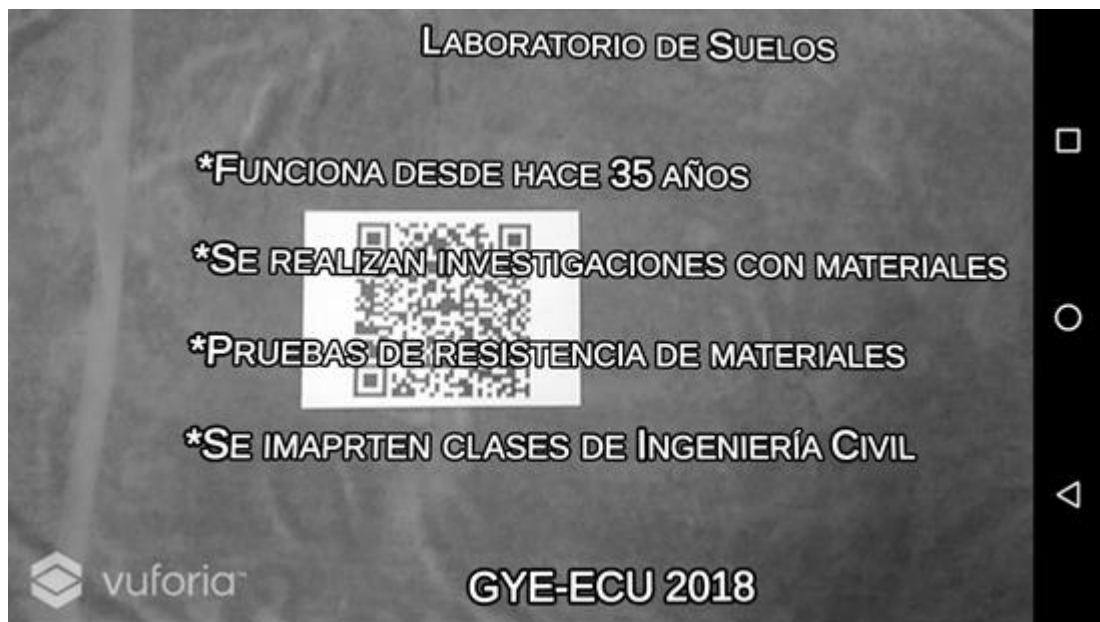 Laboratorio de Suelos
*Funciona desde hace 35 años
*Se realizan investigaciones con materiales
*Pruebas de resistencia de materiales
*Se imaprten clases de Ingeniería Civil
vuforia™
GYE-ECU 2018